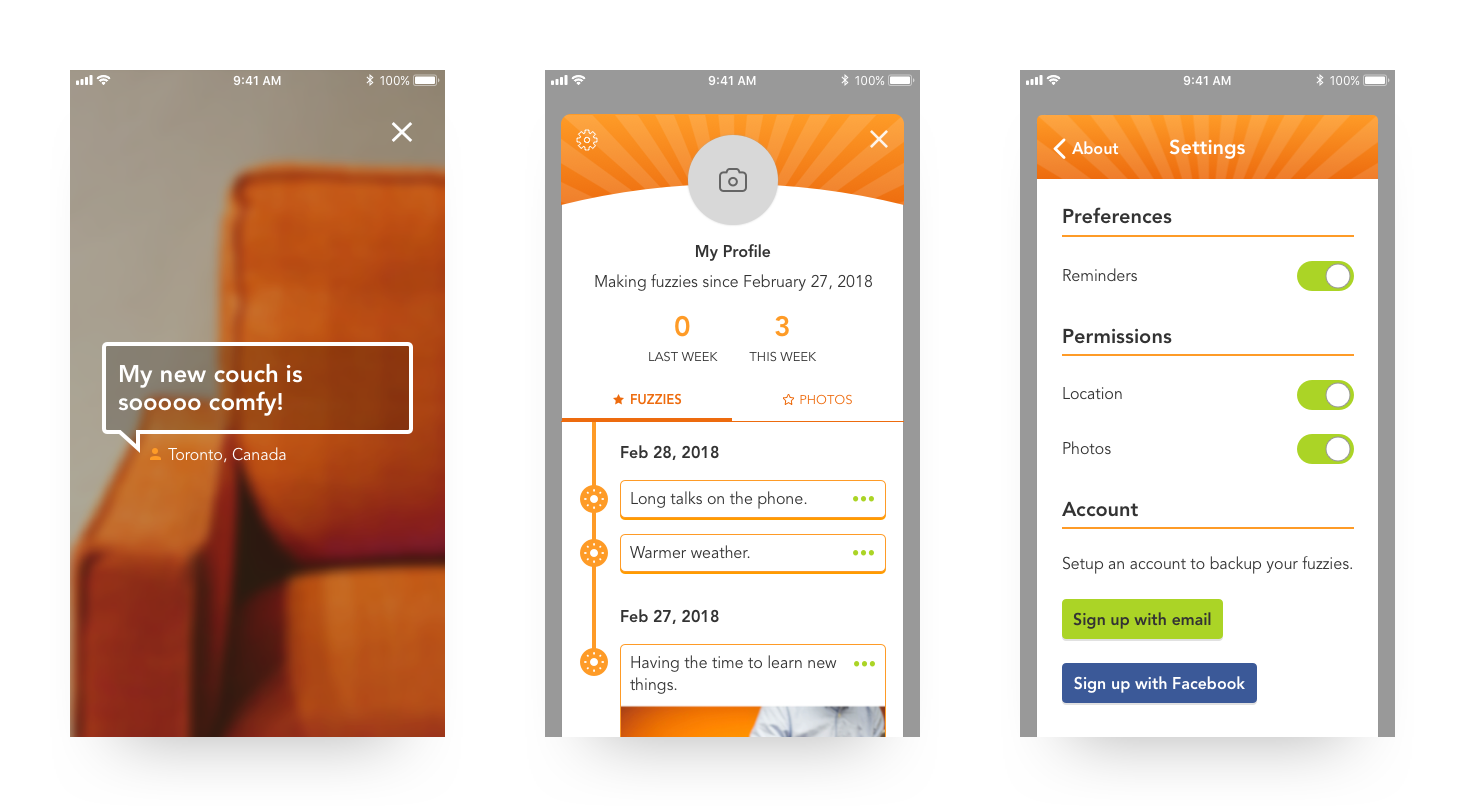 9:41 AM
100%
My new couch is
sooooo comfy!
Toronto, Canada
9:41 AM
100%
My Profile
Making fuzzies since February 27, 2018
0
3
LAST WEEK
THIS WEEK
FUZZIES
PHOTOS
Feb 28, 2018
Long talks on the phone.
Warmer weather.
Feb 27, 2018
Having the time to learn new
things.
9:41 AM
100%
About
Settings
Preferences
Reminders
Permissions
Location
Photos
Account
Setup an account to backup your fuzzies.
Sign up with email
Sign up with Facebook